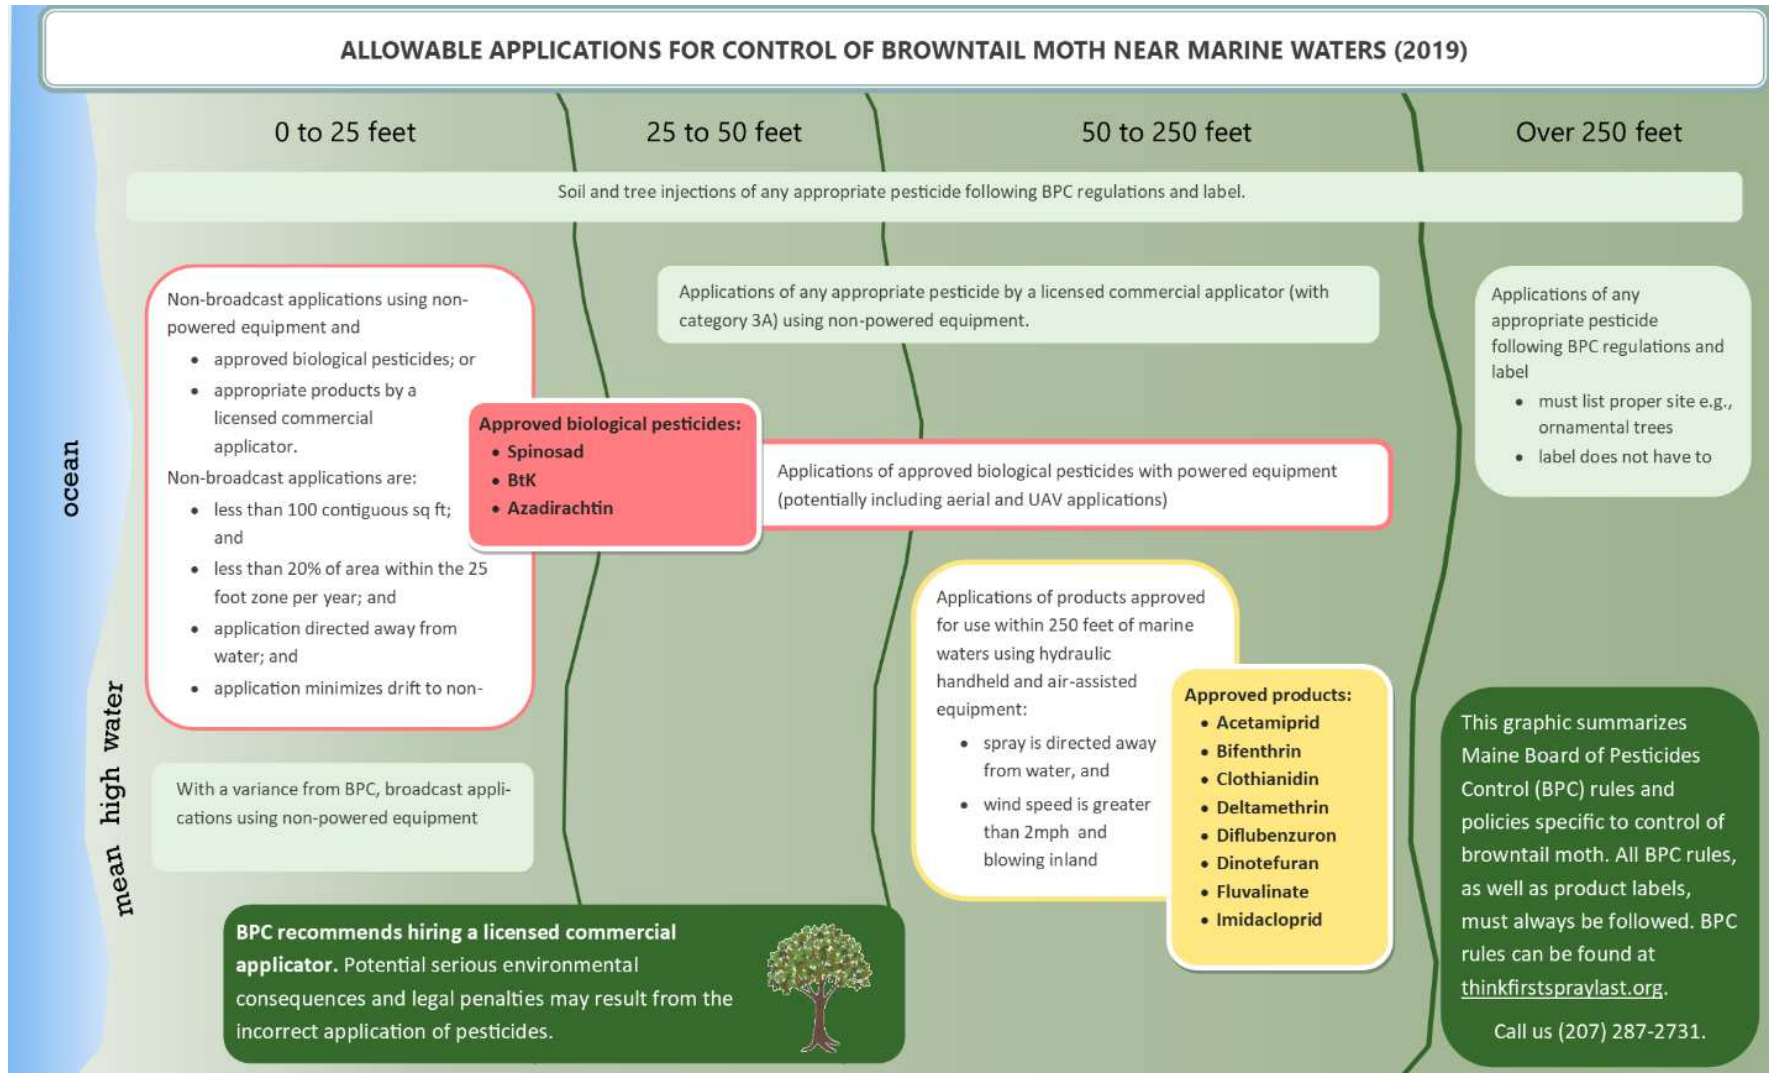 ALLOWABLE APPLICATIONS FOR CONTROL OF BROWNTAIL MOTH NEAR MARINE WATERS (2019)
0 to 25 feet
25 to 50 feet
50 to 250 feet
Over 250 feet
Soil and tree injections of any appropriate pesticide following BPC regulations and label.
ocean
mean high water
Non-broadcast applications using non-
powered equipment and
• approved biological pesticides; or
• appropriate products by a
licensed commercial
applicator.
Non-broadcast applications are:
• less than 100 contiguous sq ft;
and
• less than 20% of area within the 25
foot zone per year; and
• application directed away from
water; and
• application minimizes drift to non-
With a variance from BPC, broadcast appli-
cations using non-powered equipment
Applications of any appropriate pesticide by a licensed commercial applicator (with
category 3A) using non-powered equipment.
Approved biological pesticides:
• Spinosad
• BtK
• Azadirachtin
Applications of approved biological pesticides with powered equipment
(potentially including aerial and UAV applications)
Applications of products approved
for use within 250 feet of marine
waters using hydraulic
handheld and air-assisted
equipment:
• spray is directed away
from water, and
• wind speed is greater
than 2mph and
blowing inland
Approved products:
• Acetamiprid
• Bifenthrin
• Clothianidin
• Deltamethrin
• Diflubenzuron
• Dinotefuran
• Fluvalinate
• Imidacloprid
Applications of any
appropriate pesticide
following BPC regulations and
label
• must list proper site e.g.,
ornamental trees
• label does not have to
BPC recommends hiring a licensed commercial
applicator. Potential serious environmental
consequences and legal penalties may result from the
incorrect application of pesticides.
This graphic summarizes
Maine Board of Pesticides
Control (BPC) rules and
policies specific to control of
browntail moth. All BPC rules,
as well as product labels,
must always be followed. BPC
rules can be found at
thinkfirstspraylast.org.
Call us (207) 287-2731.